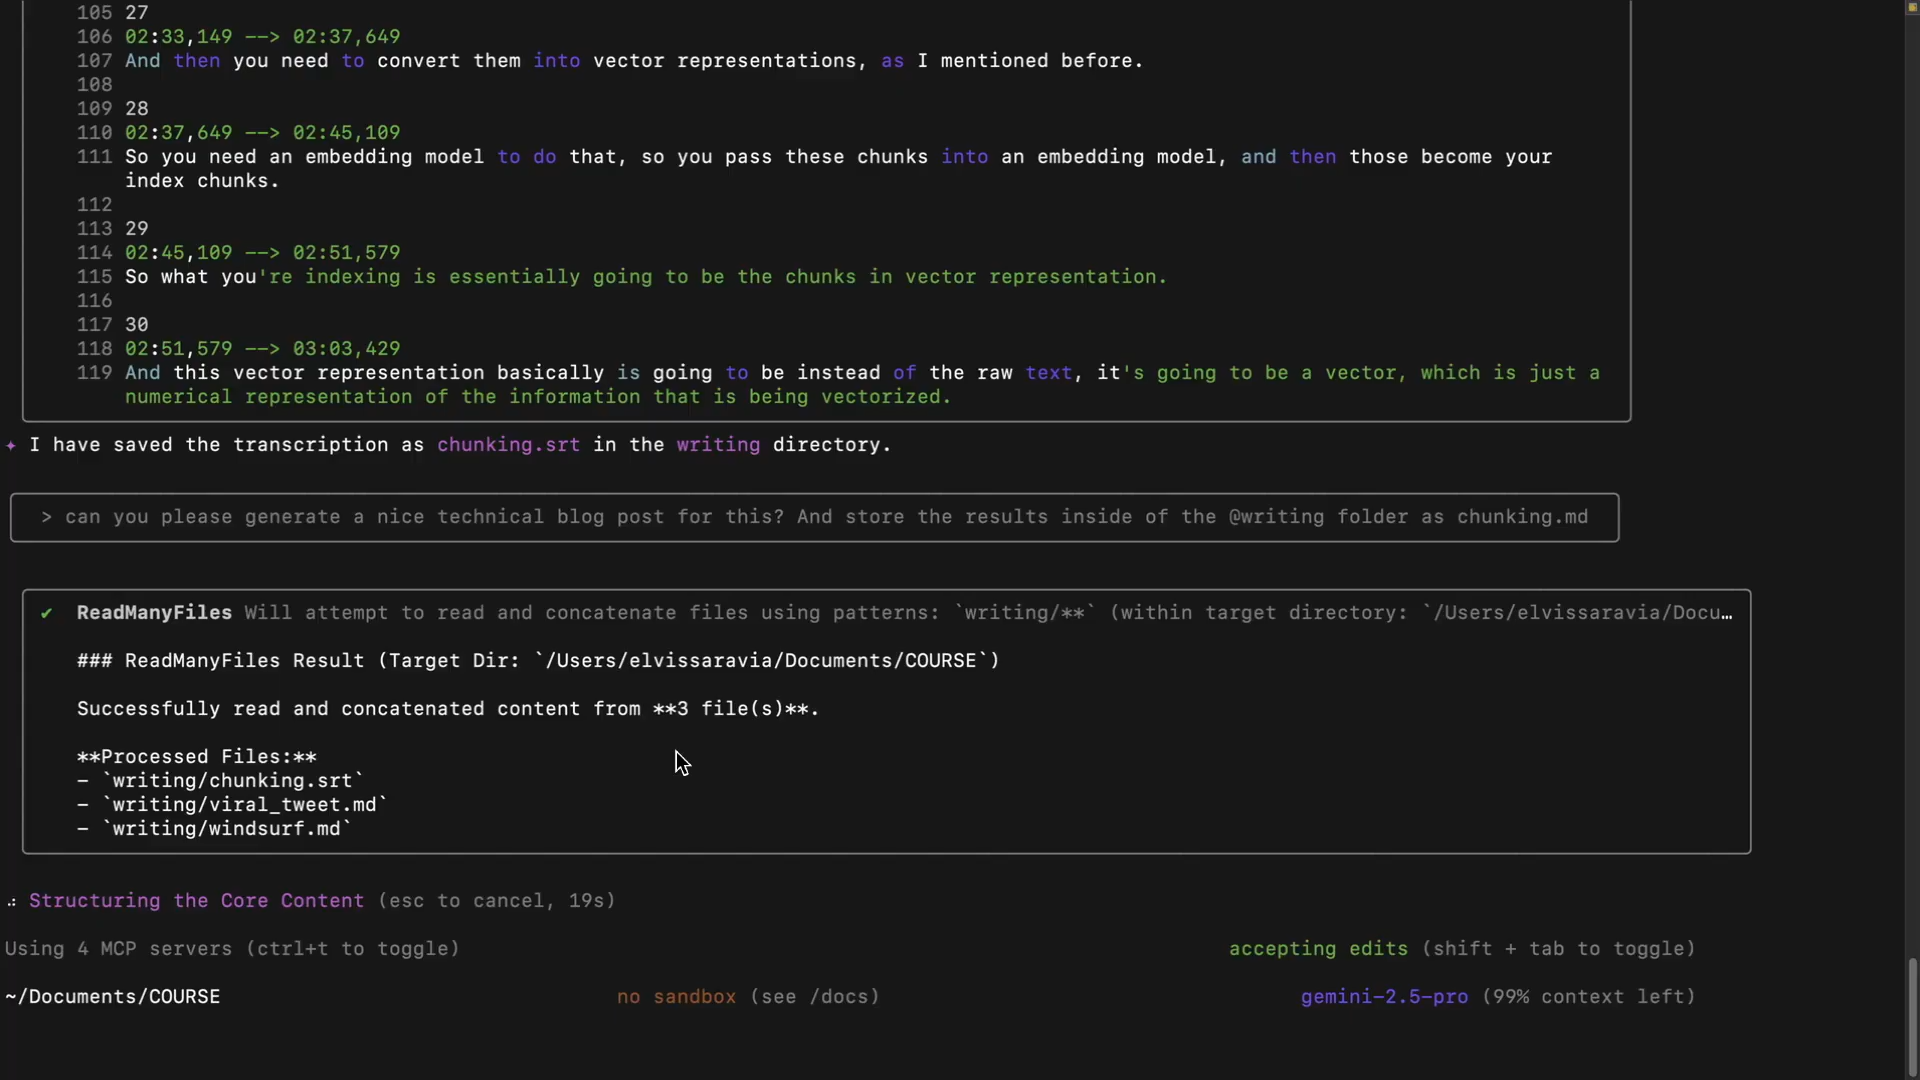 105 27
106 02:33,149 --> 02:37,649
107 And then you need to convert them into vector representations, as I mentioned before.
108
109 28
110 02:37,649 --> 02:45,109
111 So you need an embedding model to do that, so you pass these chunks into an embedding model, and then those become your
index chunks.
112
113 29
114 02:45,109 --> 02:51,579
115 So what you're indexing is essentially going to be the chunks in vector representation.
116
117 30
118 02:51,579 --> 03:03,429
119 And this vector representation basically is going to be instead of the raw text, it's going to be a vector, which is just a
numerical representation of the information that is being vectorized.
✦ I have saved the transcription as chunking.srt in the writing directory.
> can you please generate a nice technical blog post for this? And store the results inside of the @writing folder as chunking.md
✔ ReadManyFiles Will attempt to read and concatenate files using patterns: `writing/**` (within target directory: `/Users/elvissaravia/Docu…
### ReadManyFiles Result (Target Dir: `/Users/elvissaravia/Documents/COURSE`)
Successfully read and concatenated content from **3 file(s)**.
**Processed Files:**
- `writing/chunking.srt`
- `writing/viral_tweet.md`
- `writing/windsurf.md`
Structuring the Core Content (esc to cancel, 19s)
Using 4 MCP servers (ctrl+t to toggle) accepting edits (shift + tab to toggle)
~/Documents/COURSE no sandbox (see /docs) gemini-2.5-pro (99% context left)